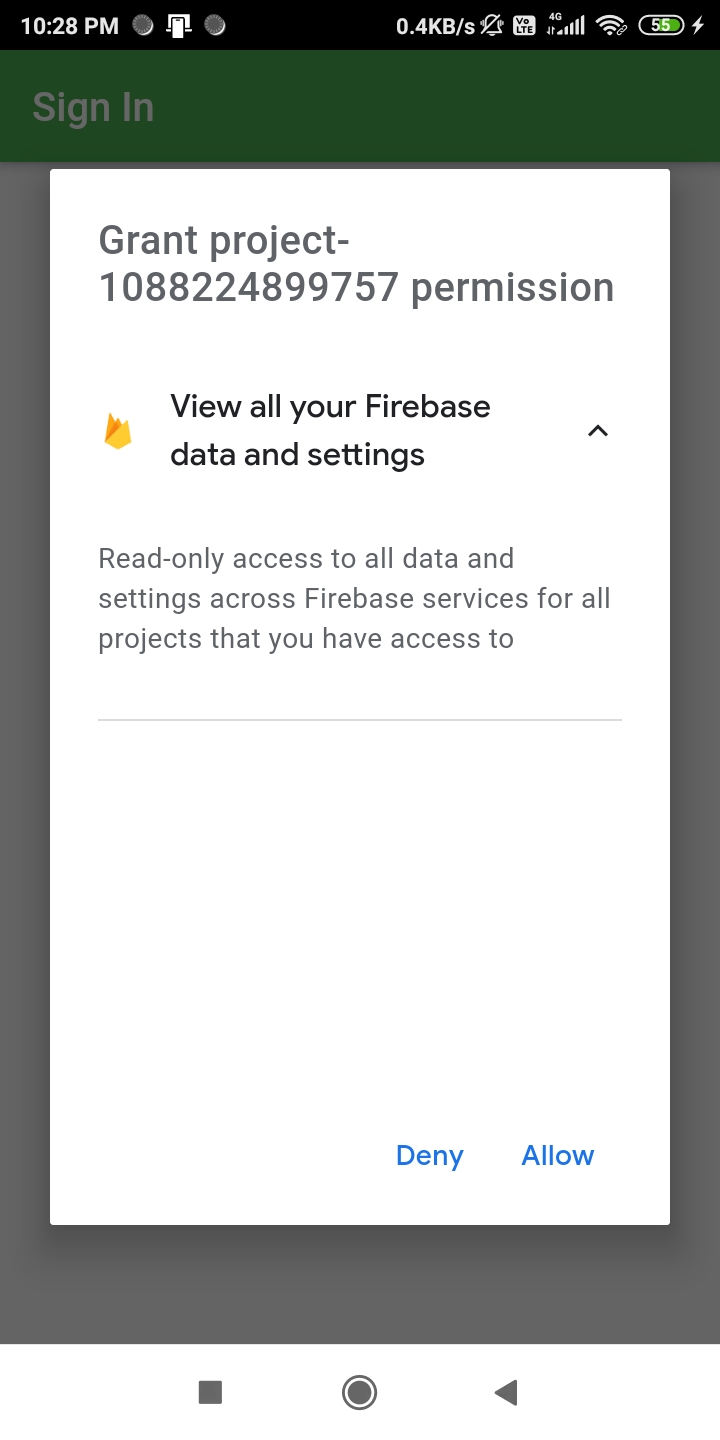 10:28 PM 0.4KB/s Vo LTE 4G 55
Sign In
Grant project-
1088224899757 permission
View all your Firebase
data and settings
Read-only access to all data and
settings across Firebase services for all
projects that you have access to
Deny Allow